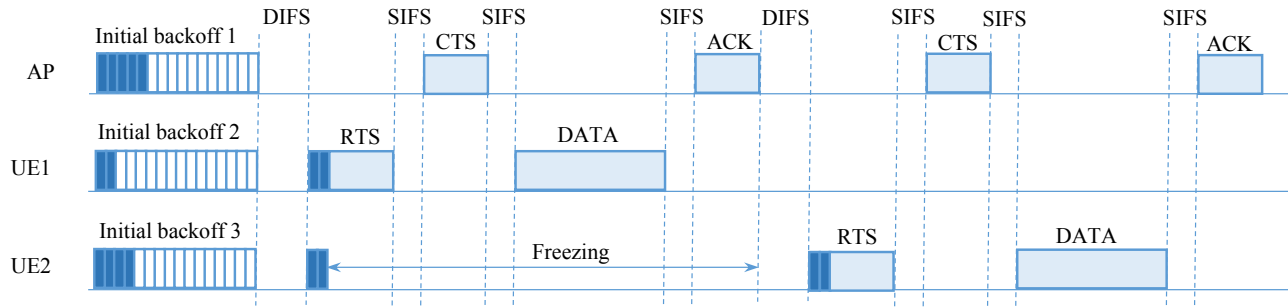 DIFS SIFS SIFS SIFS DIFS SIFS SIFS SIFS
Initial backoff 1 CTS ACK CTS ACK
AP
Initial backoff 2 RTS DATA
UE1
Initial backoff 3 RTS DATA
Freezing
UE2